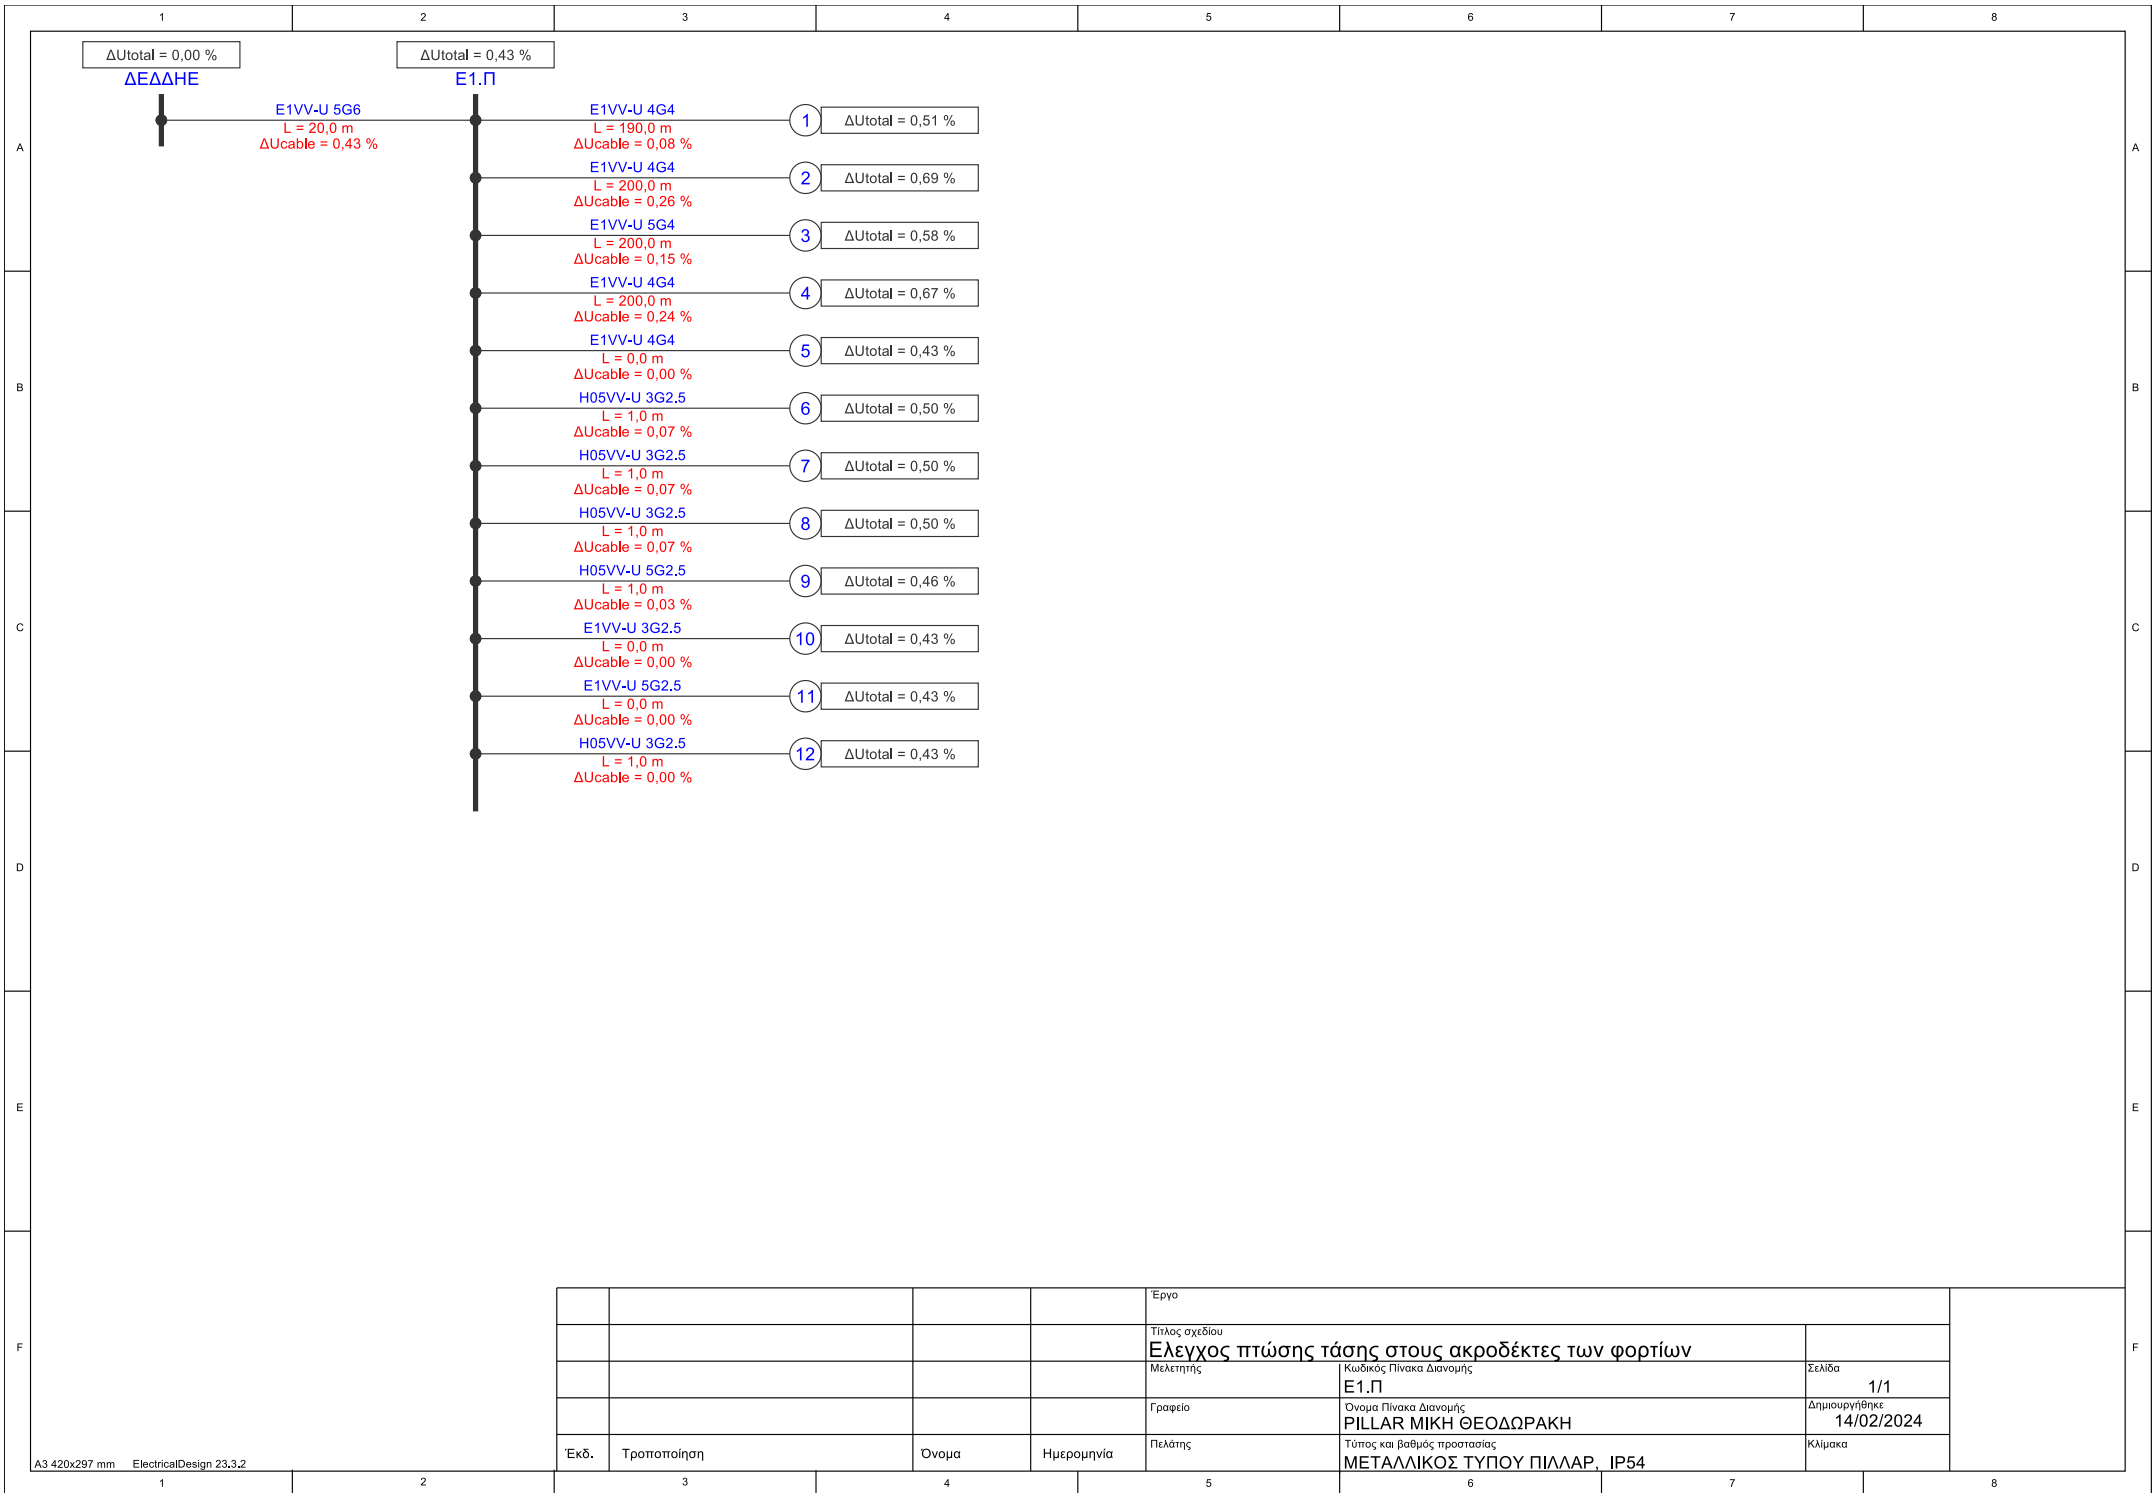 1 2 3 4 5 6 7 8
ΔUtotal = 0,00 %
ΔΕΔΔΗΕ
ΔUtotal = 0,43 %
Ε1.Π
E1VV-U 5G6
L = 20,0 m
ΔUcable = 0,43 %
E1VV-U 4G4
L = 190,0 m
ΔUcable = 0,08 %
1
ΔUtotal = 0,51 %
E1VV-U 4G4
L = 200,0 m
ΔUcable = 0,26 %
2
ΔUtotal = 0,69 %
E1VV-U 5G4
L = 200,0 m
ΔUcable = 0,15 %
3
ΔUtotal = 0,58 %
E1VV-U 4G4
L = 200,0 m
ΔUcable = 0,24 %
4
ΔUtotal = 0,67 %
E1VV-U 4G4
L = 0,0 m
ΔUcable = 0,00 %
5
ΔUtotal = 0,43 %
H05VV-U 3G2.5
L = 1,0 m
ΔUcable = 0,07 %
6
ΔUtotal = 0,50 %
H05VV-U 3G2.5
L = 1,0 m
ΔUcable = 0,07 %
7
ΔUtotal = 0,50 %
H05VV-U 3G2.5
L = 1,0 m
ΔUcable = 0,07 %
8
ΔUtotal = 0,50 %
H05VV-U 5G2.5
L = 1,0 m
ΔUcable = 0,03 %
9
ΔUtotal = 0,46 %
E1VV-U 3G2.5
L = 0,0 m
ΔUcable = 0,00 %
10
ΔUtotal = 0,43 %
E1VV-U 5G2.5
L = 0,0 m
ΔUcable = 0,00 %
11
ΔUtotal = 0,43 %
H05VV-U 3G2.5
L = 1,0 m
ΔUcable = 0,00 %
12
ΔUtotal = 0,43 %
A A
B B
C C
D D
E E
F F
Έργο
Τίτλος σχεδίου
Ελεγχος πτώσης τάσης στους ακροδέκτες των φορτίων
Μελετητής
Κωδικός Πίνακα Διανομής
Ε1.Π
Σελίδα
1/1
Γραφείο
Όνομα Πίνακα Διανομής
PILLAR ΜΙΚΗ ΘΕΟΔΩΡΑΚΗ
Δημιουργήθηκε
14/02/2024
Έκδ. Τροποποίηση Όνομα Ημερομηνία
Πελάτης
Τύπος και βαθμός προστασίας
ΜΕΤΑΛΛΙΚΟΣ ΤΥΠΟΥ ΠΙΛΛΑΡ, IP54
Κλίμακα
A3 420x297 mm ElectricalDesign 23.3.2
1 2 3 4 5 6 7 8